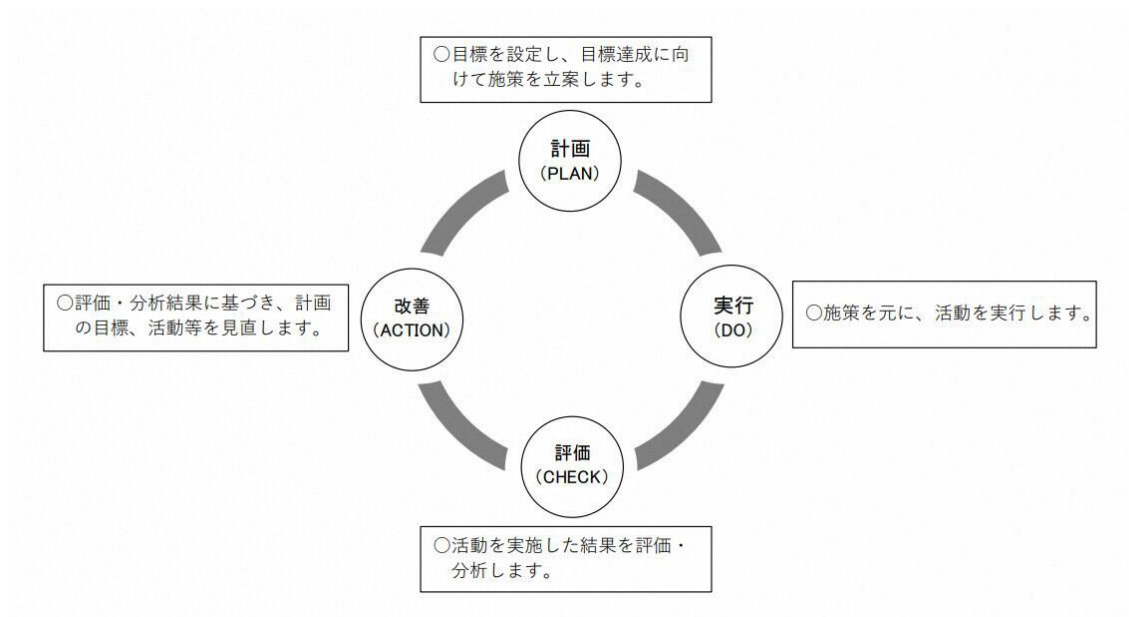 ○目標を設定し、目標達成に向
けて施策を立案します。
計画
(PLAN)
○評価・分析結果に基づき、計画
の目標、活動等を見直します。
改善
(ACTION)
実行
(DO)
○施策を元に、活動を実行します。
評価
(CHECK)
○活動を実施した結果を評価・
分析します。